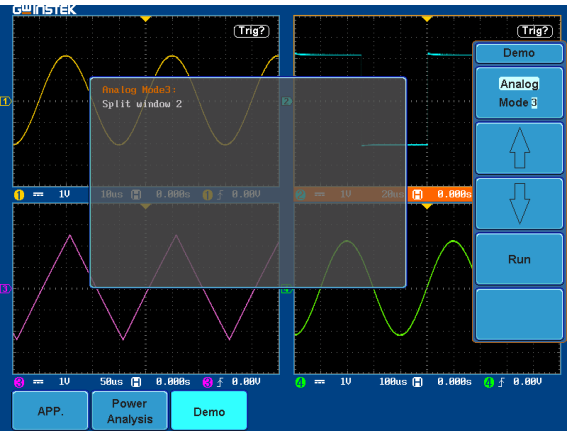 GWINSTEK
Trig?
Trig?
Demo
Analog
Mode 3
Analog Mode3:
Split window 2
1
2
1 1V 10us H 0.000s 1 f 0.00V
2 1V 20us H 0.000s
Run
3
3 1V 50us H 0.000s 3 f 0.00V
4 1V 100us H 0.000s 4 f 0.00V
APP.
Power
Analysis
Demo